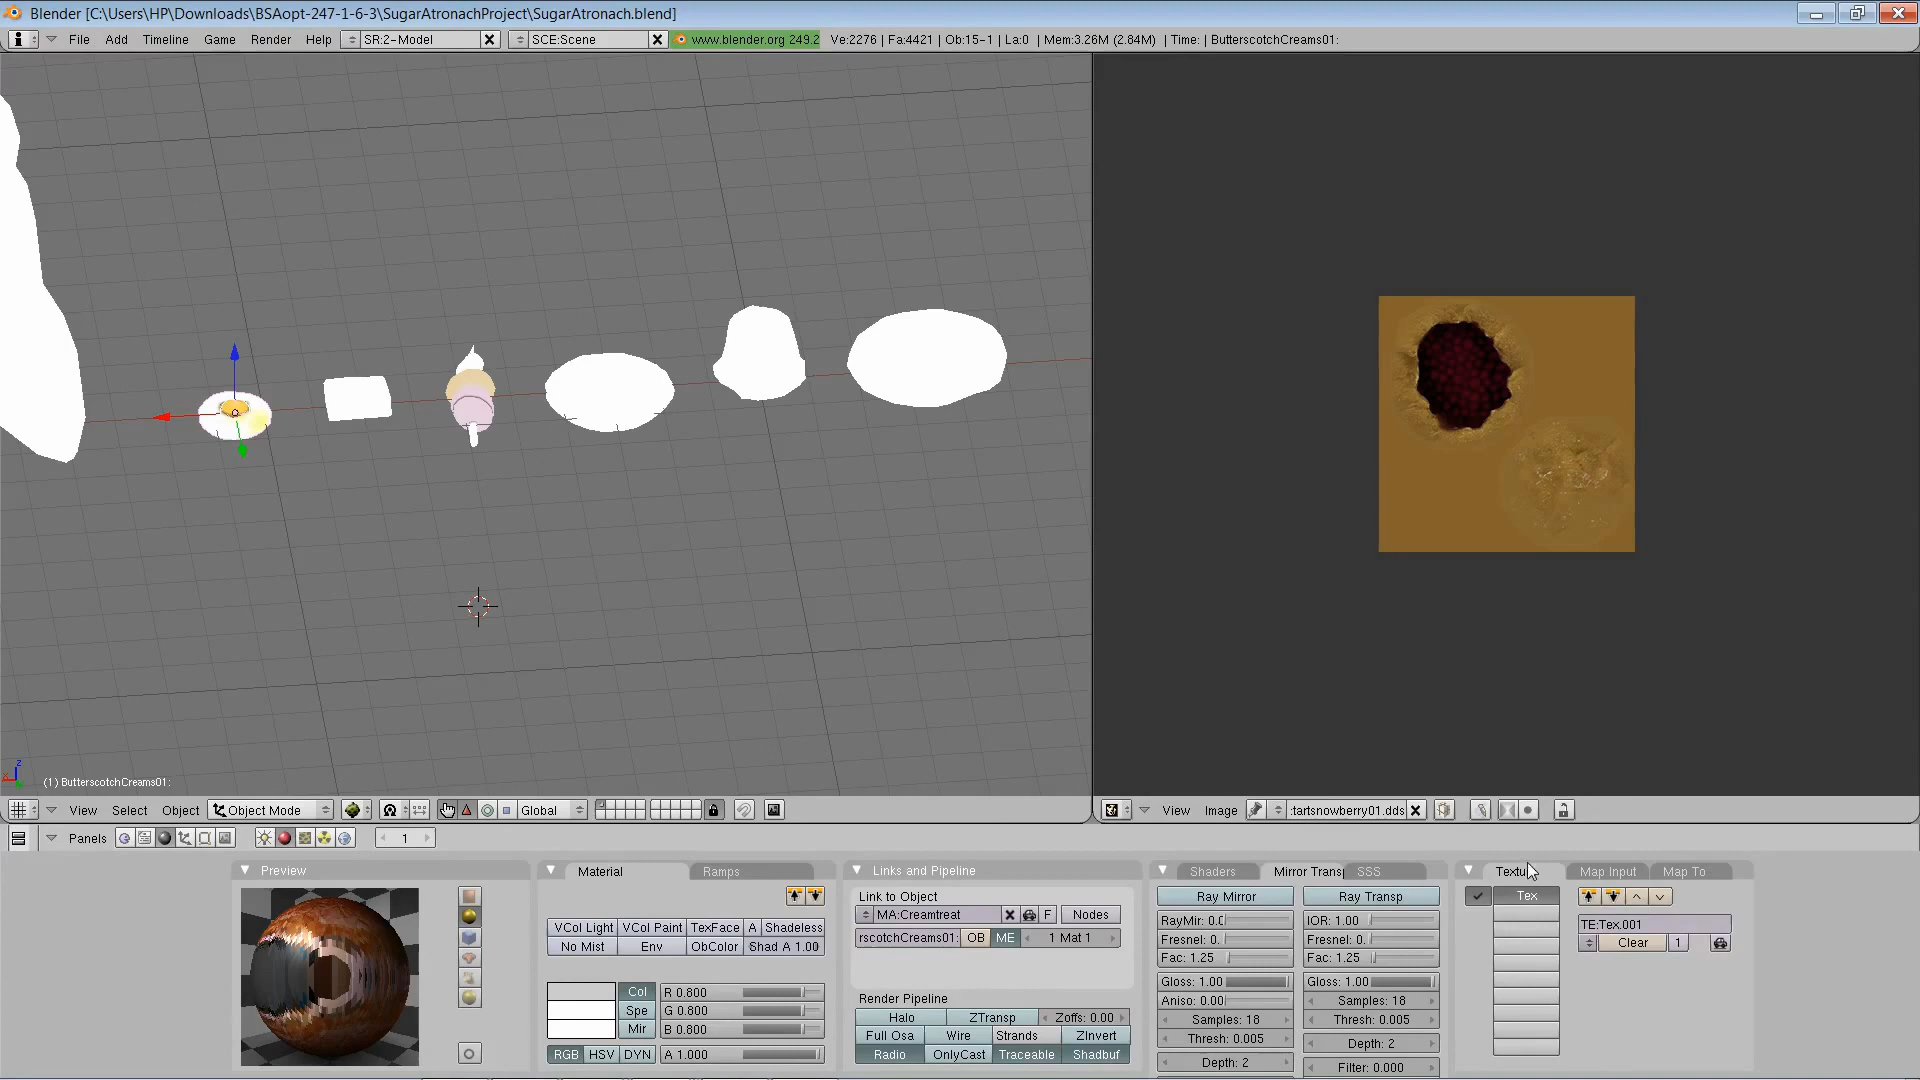 Blender [C:\Users\HP\Downloads\BSAopt-247-1-6-3\SugarAtronachProject\SugarAtronach.blend]
File Add Timeline Game Render Help SR:2-Model SCE:Scene www.blender.org 249.2 Ve:2276 | Fa:4421 | Ob:15-1 | La:0 | Mem:3.26M (2.84M) | Time: | ButterscotchCreams01:
(1) ButterscotchCreams01:
View Select Object Object Mode Global
View Image :tartsnowberry01.dds
Panels 1
Preview
Material Ramps
VCol Light VCol Paint TexFace A Shadeless
No Mist Env ObColor Shad A 1.00
Col R 0.800
Spe G 0.800
Mir B 0.800
RGB HSV DYN A 1.000
Links and Pipeline
Link to Object
MA:Creamtreat F Nodes
rscotchCreams01: OB ME 1 Mat 1
Render Pipeline
Halo ZTransp Zoffs: 0.00
Full Osa Wire Strands ZInvert
Radio OnlyCast Traceable Shadbuf
Shaders Mirror Transp SSS
Ray Mirror Ray Transp
RayMir: 0.0 IOR: 1.00
Fresnel: 0. Fresnel: 0.
Fac: 1.25 Fac: 1.25
Gloss: 1.00 Gloss: 1.00
Aniso: 0.00 Samples: 18
Samples: 18 Thresh: 0.005
Thresh: 0.005 Depth: 2
Depth: 2 Filter: 0.000
Textu Map Input Map To
Tex
TE:Tex.001
Clear 1